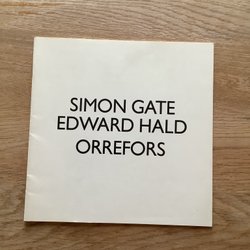 SIMON GATE
EDWARD HALD
ORREFORS